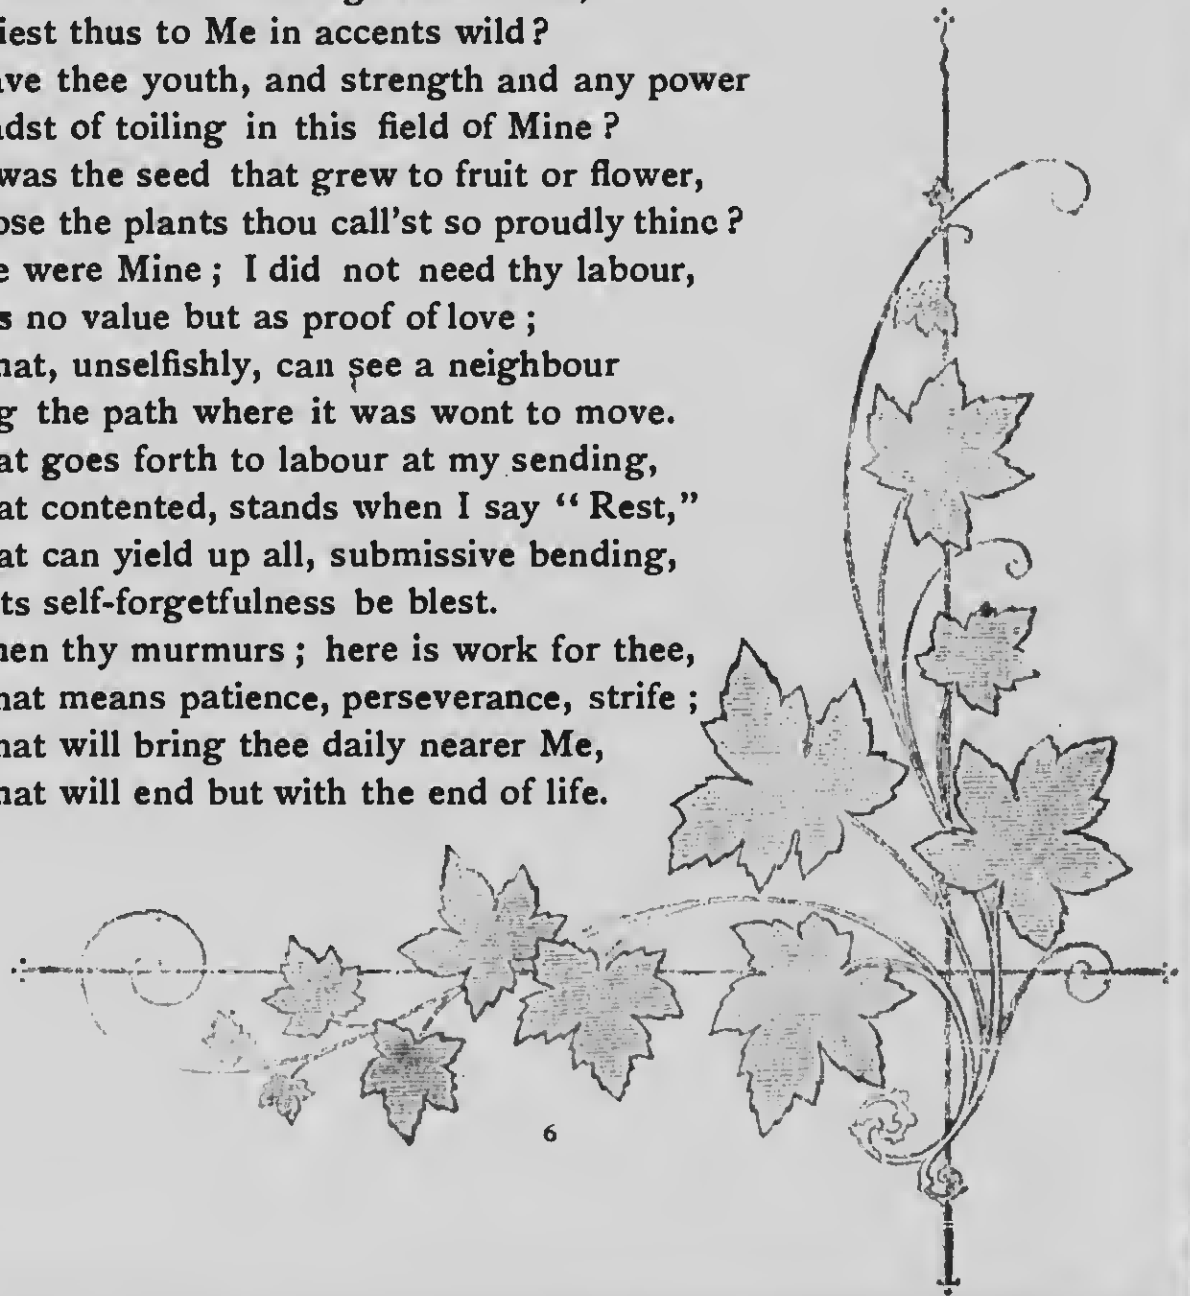 iest thus to Me in accents wild?
ve thee youth, and strength and any power
dst of toiling in this field of Mine?
was the seed that grew to fruit or flower,
ose the plants thou call'st so proudly thine?
e were Mine; I did not need thy labour,
s no value but as proof of love;
hat, unselfishly, can see a neighbour
g the path where it was wont to move.
at goes forth to labour at my sending,
at contented, stands when I say “Rest,”
at can yield up all, submissive bending,
ts self-forgetfulness be blest.
hen thy murmurs; here is work for thee,
hat means patience, perseverance, strife;
hat will bring thee daily nearer Me,
hat will end but with the end of life.
6